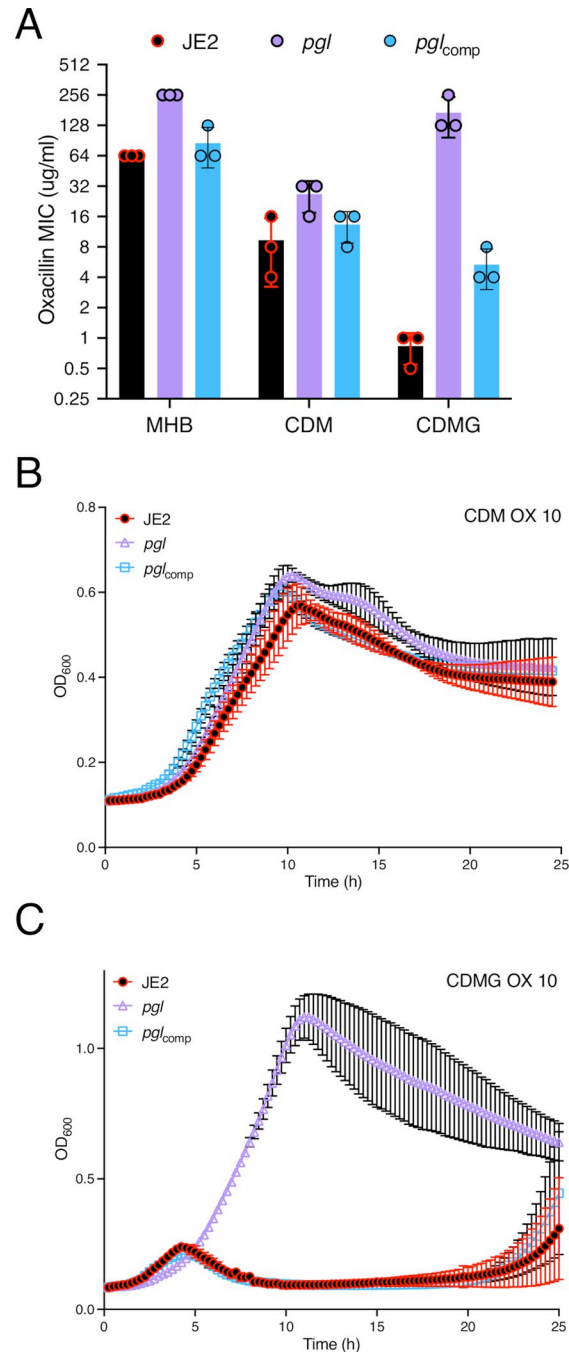 A
JE2 pgl pglcomp
Oxacillin MIC (ug/ml)
512
256
128
64
32
16
8
4
2
1
0.5
0.25
MHB CDM CDMG
B
CDM OX 10
JE2
pgl
pglcomp
OD600
0.8
0.6
0.4
0.2
0.0
0 5 10 15 20 25
Time (h)
C
CDMG OX 10
JE2
pgl
pglcomp
OD600
1.0
0.5
0.0
0 5 10 15 20 25
Time (h)